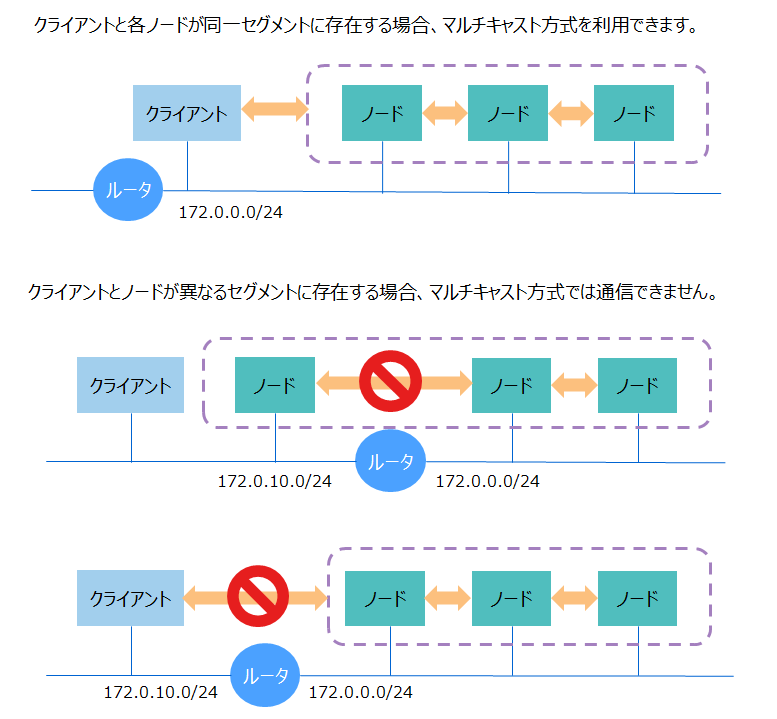 クライアントと各ノードが同一セグメントに存在する場合、マルチキャスト方式を利用できます。
クライアント
ノード
ノード
ノード
ルータ
172.0.0.0/24
クライアントとノードが異なるセグメントに存在する場合、マルチキャスト方式では通信できません。
クライアント
ノード
ノード
ノード
ルータ
172.0.10.0/24
172.0.0.0/24
クライアント
ノード
ノード
ノード
ルータ
172.0.10.0/24
172.0.0.0/24